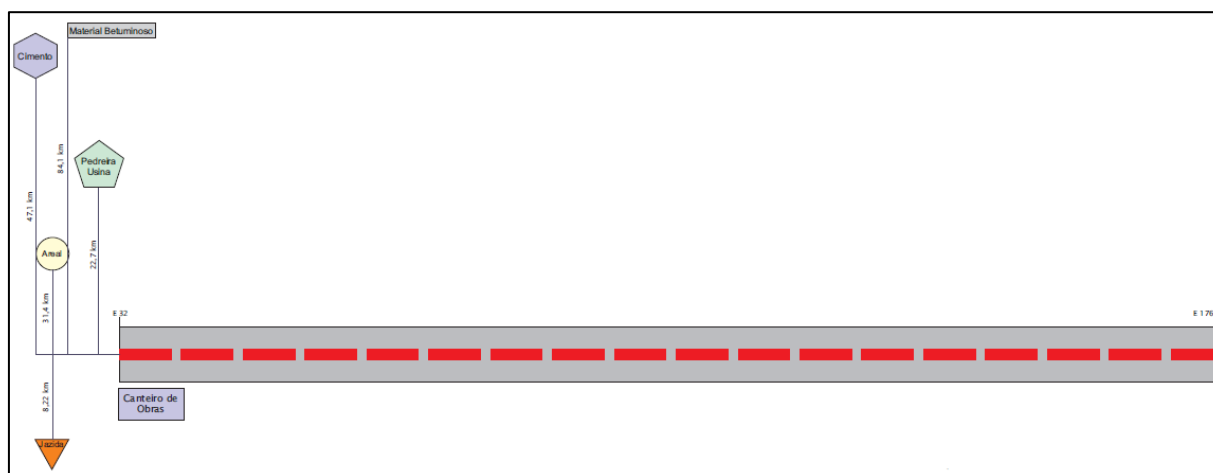 Material Betuminoso
Cimento
84,1 km
Pedreira
Usina
47,1 km
Areal
22,7 km
31,4 km
E 32
E 176
8,22 km
Canteiro de
Obras
Jazida